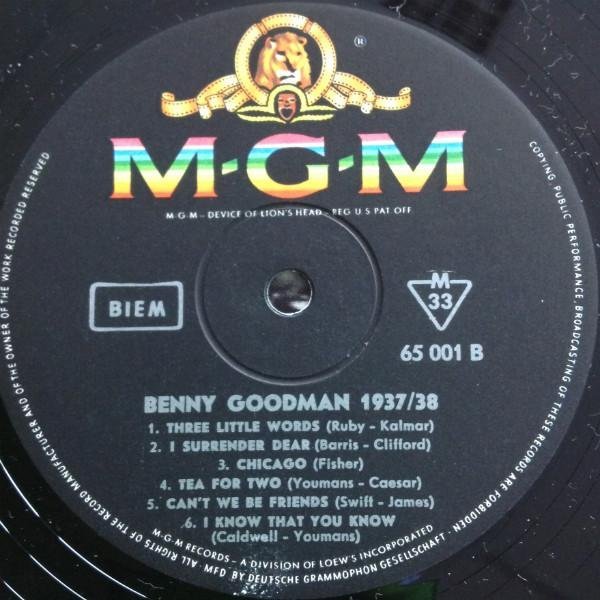 ®
M·G·M
M·G·M – DEVICE OF LION'S HEAD – REG. U.S. PAT. OFF.
BIEM
M
33
65 001 B
BENNY GOODMAN 1937/38
1. THREE LITTLE WORDS (Ruby - Kalmar)
2. I SURRENDER DEAR (Barris - Clifford)
3. CHICAGO (Fisher)
4. TEA FOR TWO (Youmans - Caesar)
5. CAN'T WE BE FRIENDS (Swift - James)
6. I KNOW THAT YOU KNOW
(Caldwell - Youmans)
M·G·M RECORDS – A DIVISION OF LOEW'S INCORPORATED
ALL RIGHTS OF THE RECORD MANUFACTURER AND OF THE OWNER OF THE WORK RECORDED RESERVED
COPYING, PUBLIC PERFORMANCE, BROADCASTING OF THESE RECORDS ARE FORBIDDEN · MFD. BY DEUTSCHE GRAMMOPHON GESELLSCHAFT ·